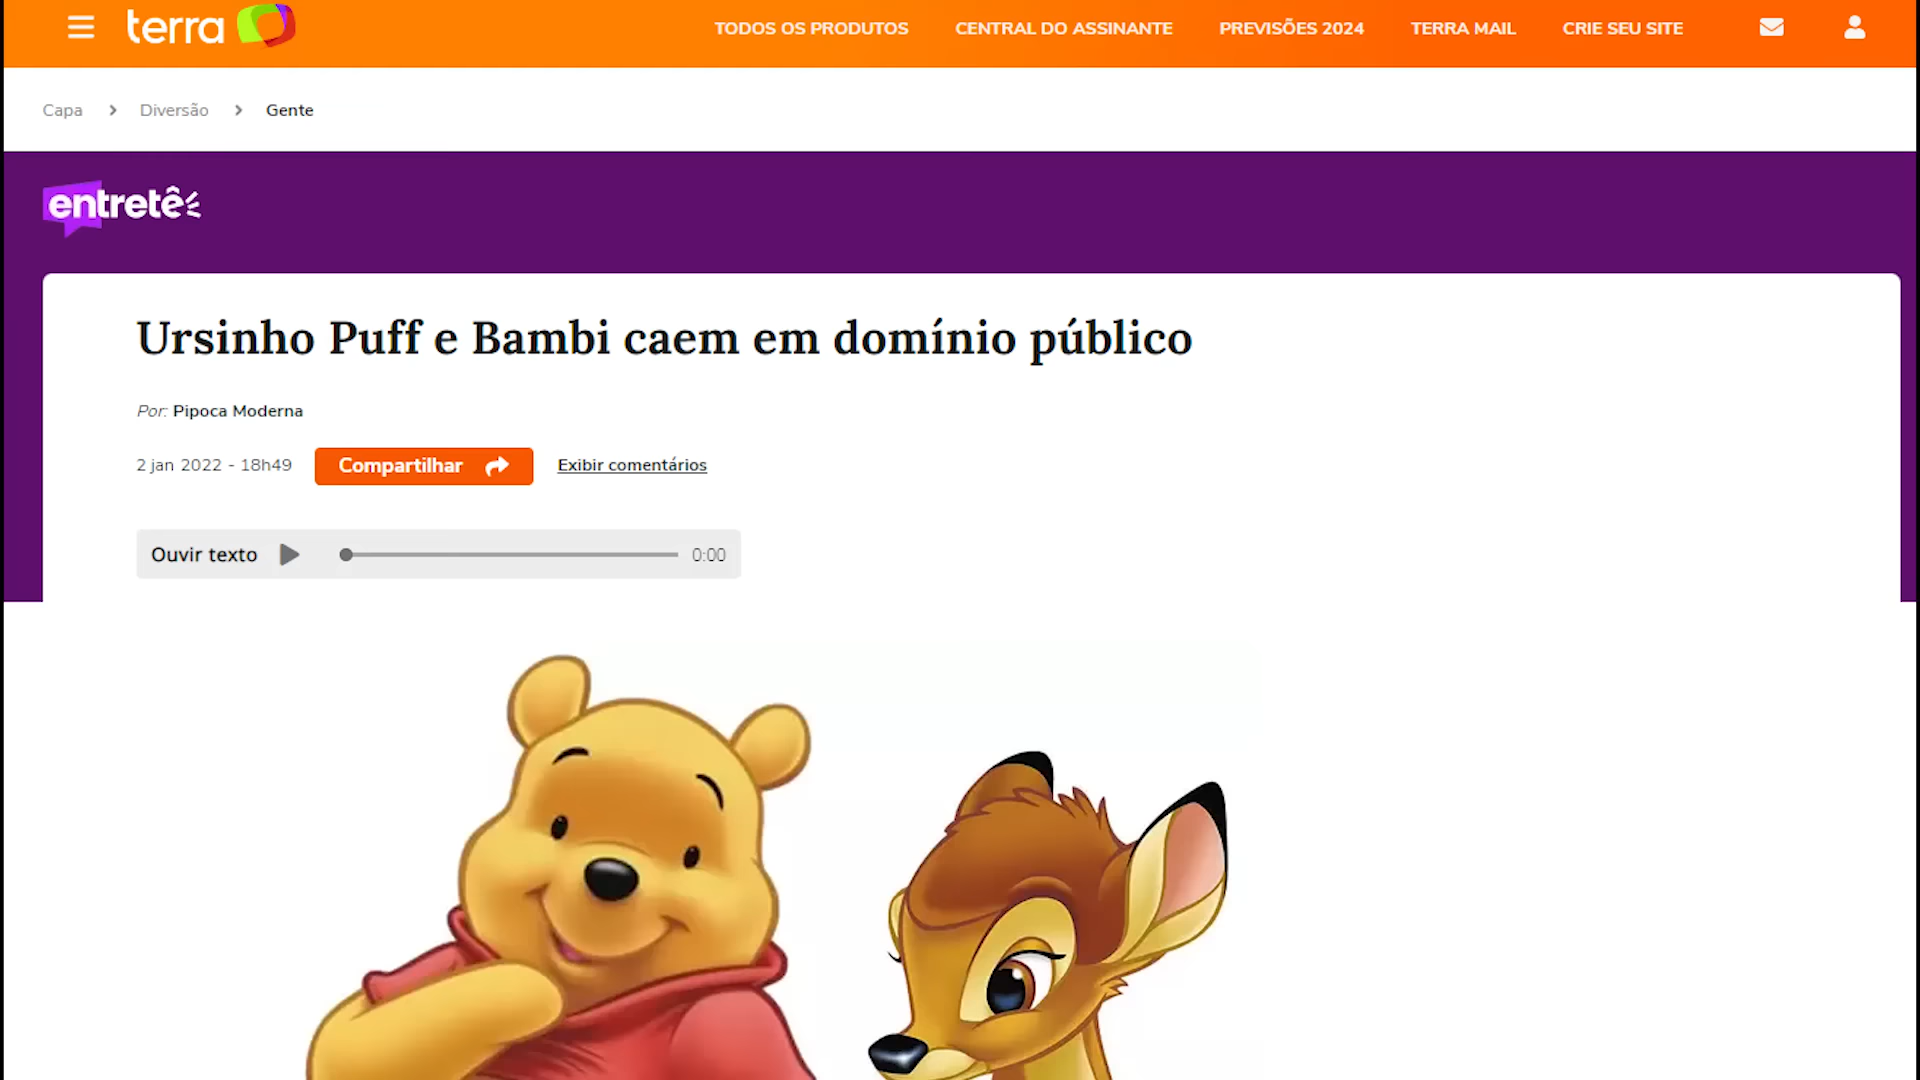 terra
TODOS OS PRODUTOS
CENTRAL DO ASSINANTE
PREVISÕES 2024
TERRA MAIL
CRIE SEU SITE
Capa > Diversão > Gente
entretê
Ursinho Puff e Bambi caem em domínio público
Por: Pipoca Moderna
2 jan 2022 - 18h49
Compartilhar
Exibir comentários
Ouvir texto
0:00